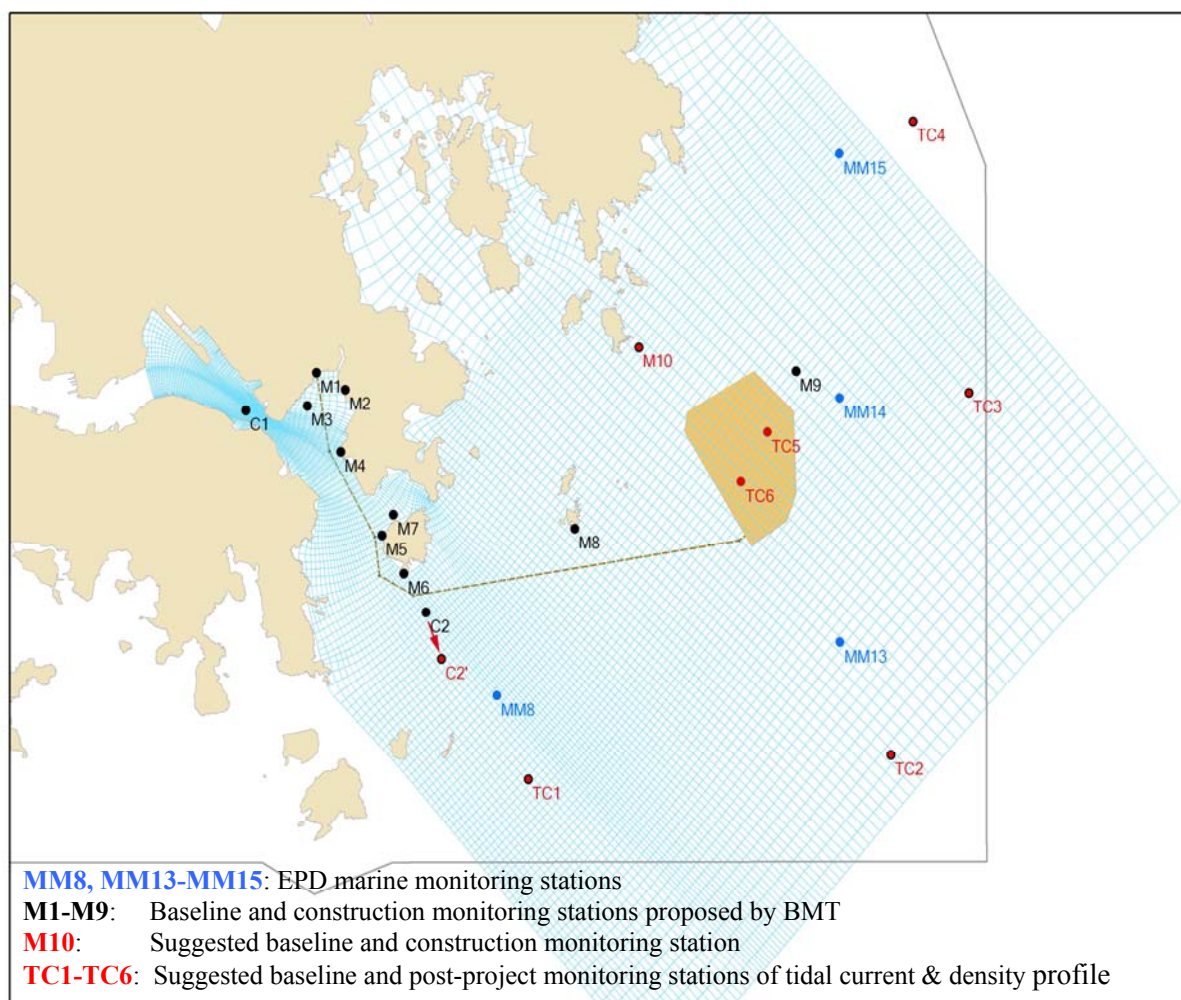 TC4
MM15
M10
M9
M1
M2
MM14
TC3
M3
C1
TC5
M4
TC6
M7
M8
M5
M6
C2
MM13
C2'
MM8
TC2
TC1
MM8, MM13-MM15: EPD marine monitoring stations
M1-M9: Baseline and construction monitoring stations proposed by BMT
M10: Suggested baseline and construction monitoring station
TC1-TC6: Suggested baseline and post-project monitoring stations of tidal current & density profile